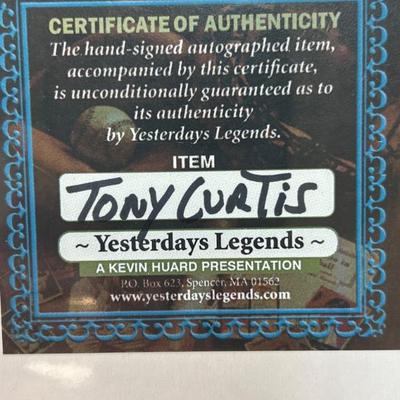 CERTIFICATE OF AUTHENTICITY
The hand-signed autographed item,
accompanied by this certificate,
is unconditionally guaranteed as to
its authenticity
by Yesterdays Legends.
ITEM
TONY CURTIS
~ Yesterdays Legends ~
A KEVIN HUARD PRESENTATION
P.O. Box 623, Spencer, MA 01562
www.yesterdayslegends.com